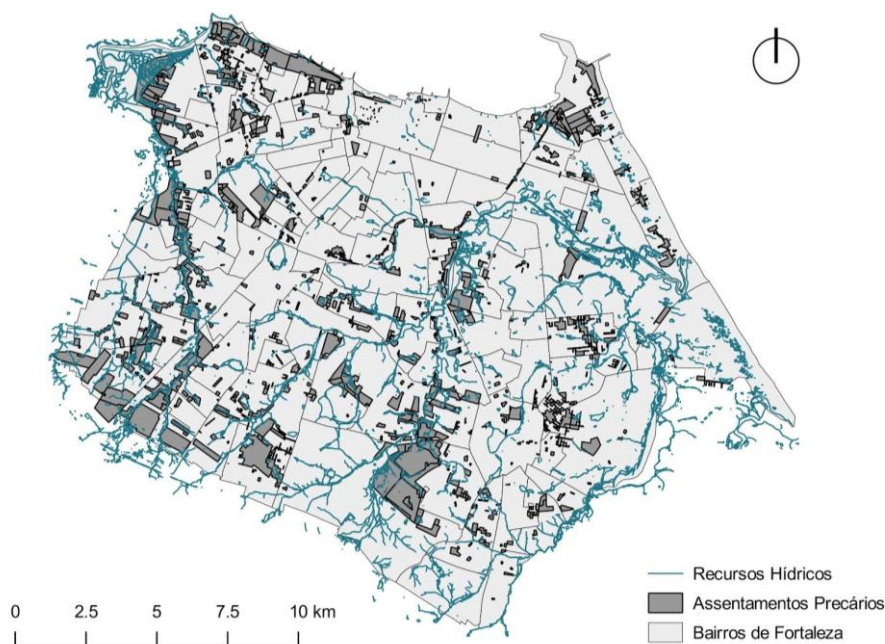 Recursos Hídricos
0 2.5 5 7.5 10 km
Assentamentos Precários
Bairros de Fortaleza